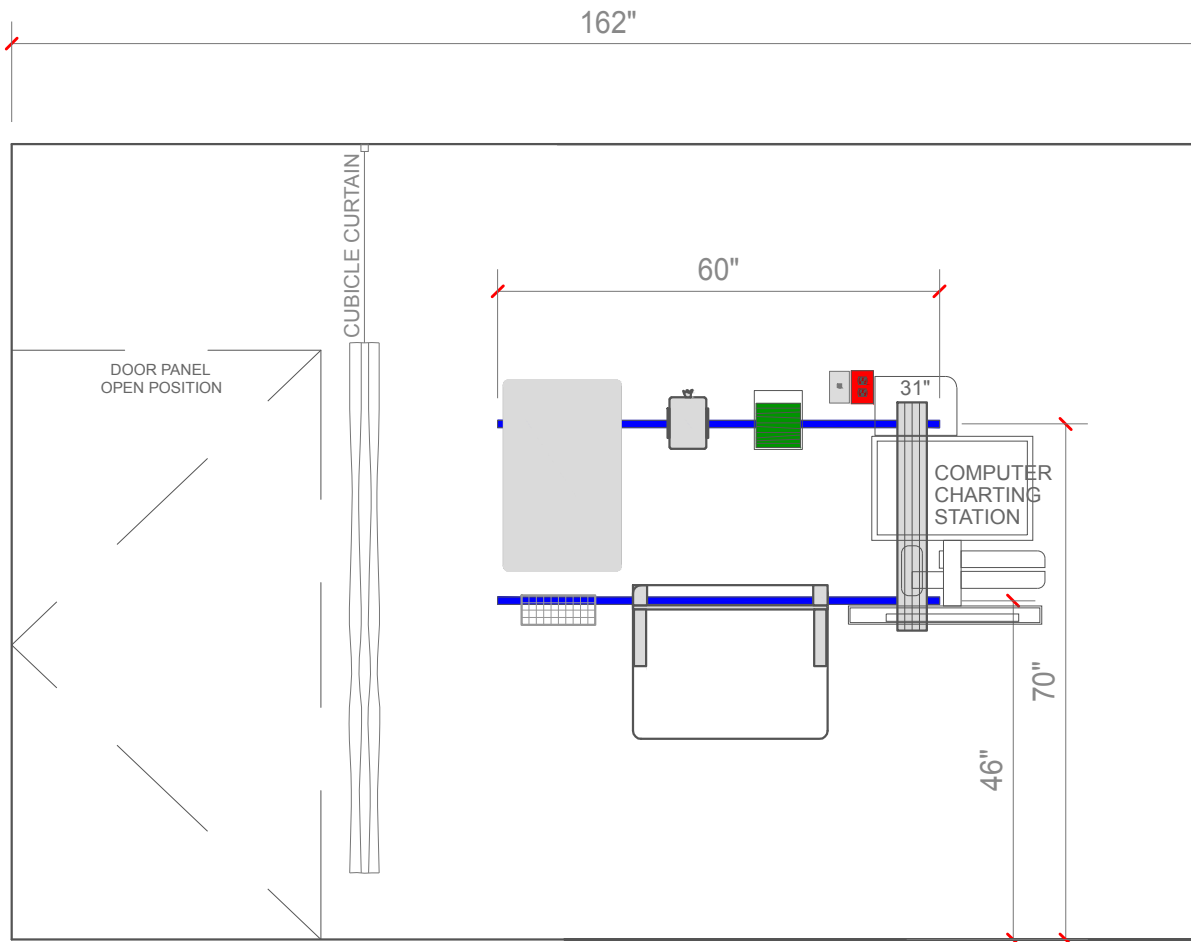 162"
CUBICLE CURTAIN
60"
DOOR PANEL
OPEN POSITION
31"
COMPUTER
CHARTING
STATION
70"
46"